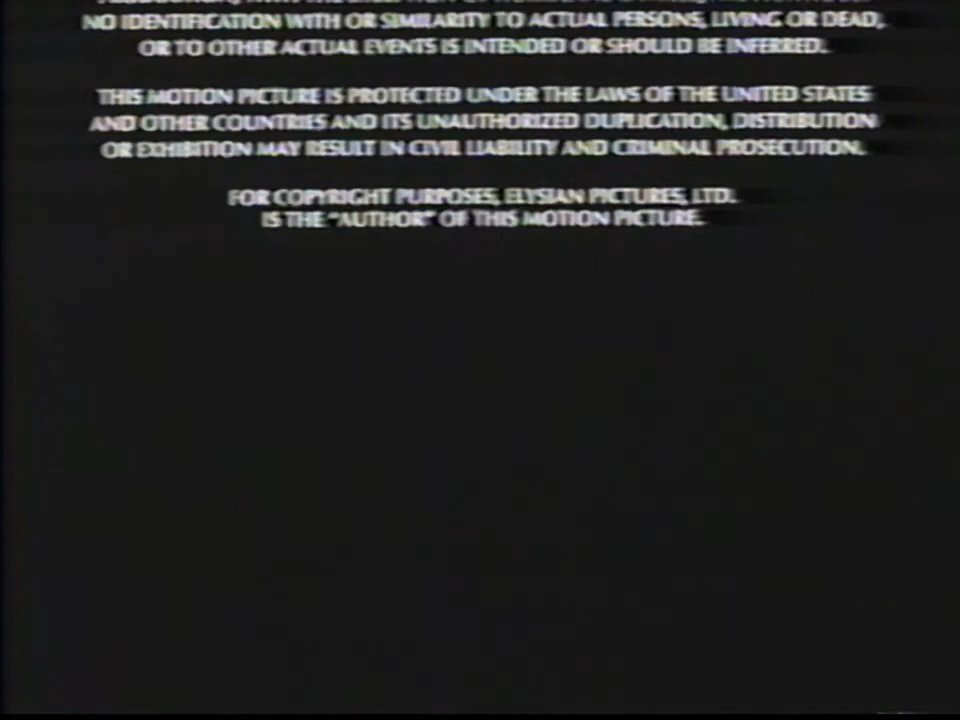 NO IDENTIFICATION WITH OR SIMILARITY TO ACTUAL PERSONS, LIVING OR DEAD,
OR TO OTHER ACTUAL EVENTS IS INTENDED OR SHOULD BE INFERRED.
THIS MOTION PICTURE IS PROTECTED UNDER THE LAWS OF THE UNITED STATES
AND OTHER COUNTRIES AND ITS UNAUTHORIZED DUPLICATION, DISTRIBUTION
OR EXHIBITION MAY RESULT IN CIVIL LIABILITY AND CRIMINAL PROSECUTION.
FOR COPYRIGHT PURPOSES, ELYSIAN PICTURES, LTD.
IS THE "AUTHOR" OF THIS MOTION PICTURE.